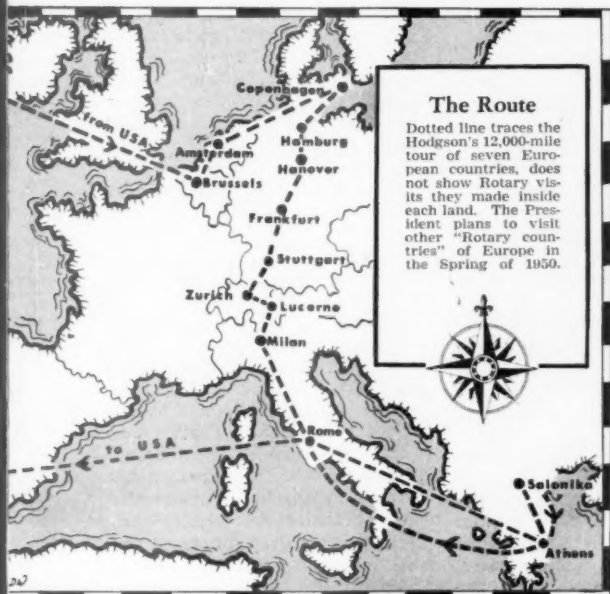 from USA
Copenhagen
Amsterdam
Brussels
Hamburg
Hanover
Frankfurt
Stuttgart
Zurich
Lucerne
Milan
Rome
to USA
Salonika
Athens
The Route
Dotted line traces the
Hodgson's 12,000-mile
tour of seven Euro-
pean countries, does
not show Rotary vis-
its they made inside
each land. The Pres-
ident plans to visit
other "Rotary coun-
tries" of Europe in
the Spring of 1950.